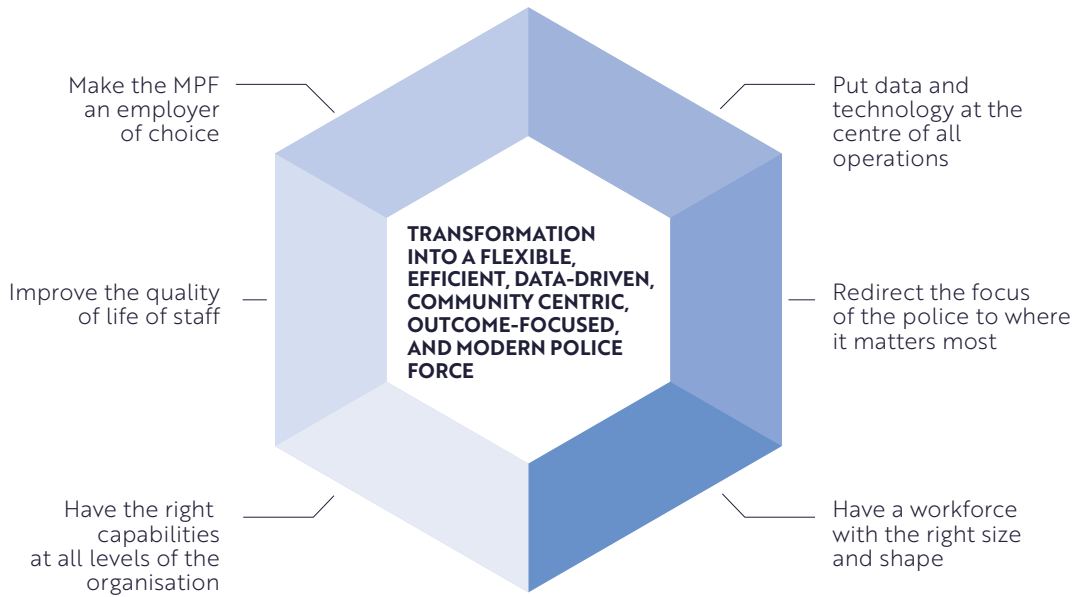 Make the MPF
an employer
of choice
Put data and
technology at the
centre of all
operations
TRANSFORMATION
INTO A FLEXIBLE,
EFFICIENT, DATA-DRIVEN,
COMMUNITY CENTRIC,
OUTCOME-FOCUSED,
AND MODERN POLICE
FORCE
Improve the quality
of life of staff
Redirect the focus
of the police to where
it matters most
Have the right
capabilities
at all levels of the
organisation
Have a workforce
with the right size
and shape